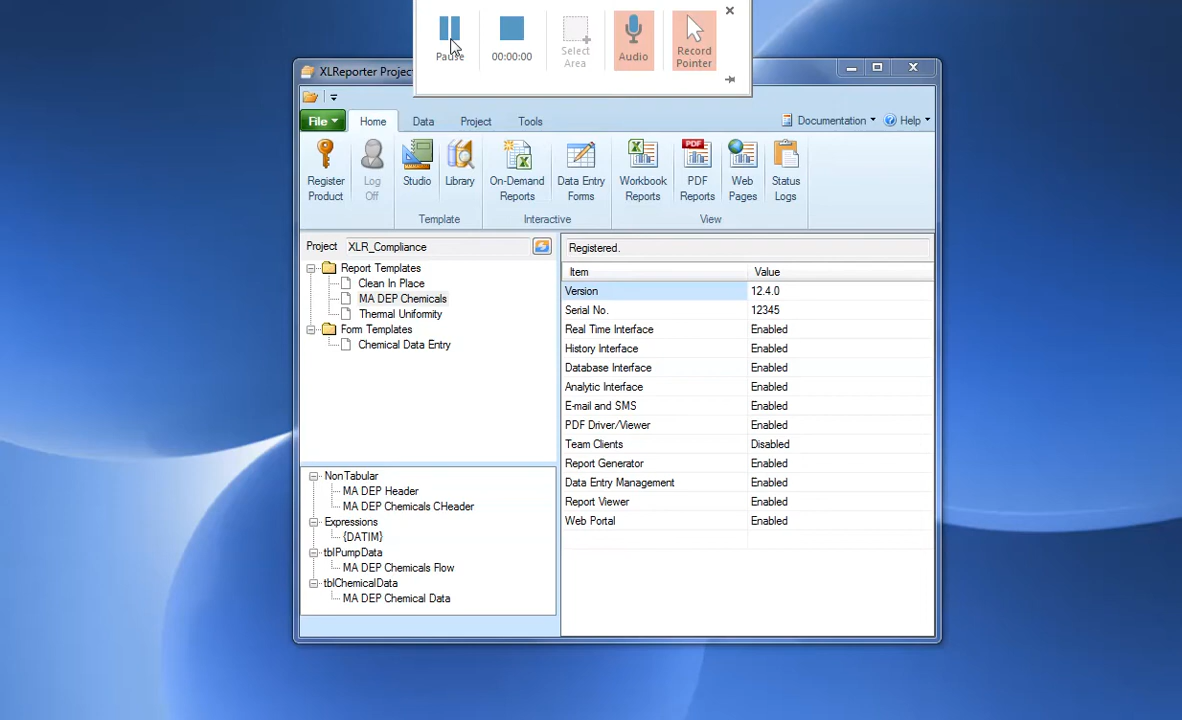 Pause
00:00:00
Select
Area
Audio
Record
Pointer
XLReporter Projec
File
Home
Data
Project
Tools
Documentation
Help
Register
Product
Log
Off
Studio
Library
On-Demand
Reports
Data Entry
Forms
Workbook
Reports
PDF
PDF
Reports
Web
Pages
Status
Logs
Template
Interactive
View
Project XLR_Compliance
Report Templates
Clean In Place
MA DEP Chemicals
Thermal Uniformity
Form Templates
Chemical Data Entry
NonTabular
MA DEP Header
MA DEP Chemicals CHeader
Expressions
{DATIM}
tblPumpData
MA DEP Chemicals Flow
tblChemicalData
MA DEP Chemical Data
Registered.
Item Value
Version 12.4.0
Serial No. 12345
Real Time Interface Enabled
History Interface Enabled
Database Interface Enabled
Analytic Interface Enabled
E-mail and SMS Enabled
PDF Driver/Viewer Enabled
Team Clients Disabled
Report Generator Enabled
Data Entry Management Enabled
Report Viewer Enabled
Web Portal Enabled